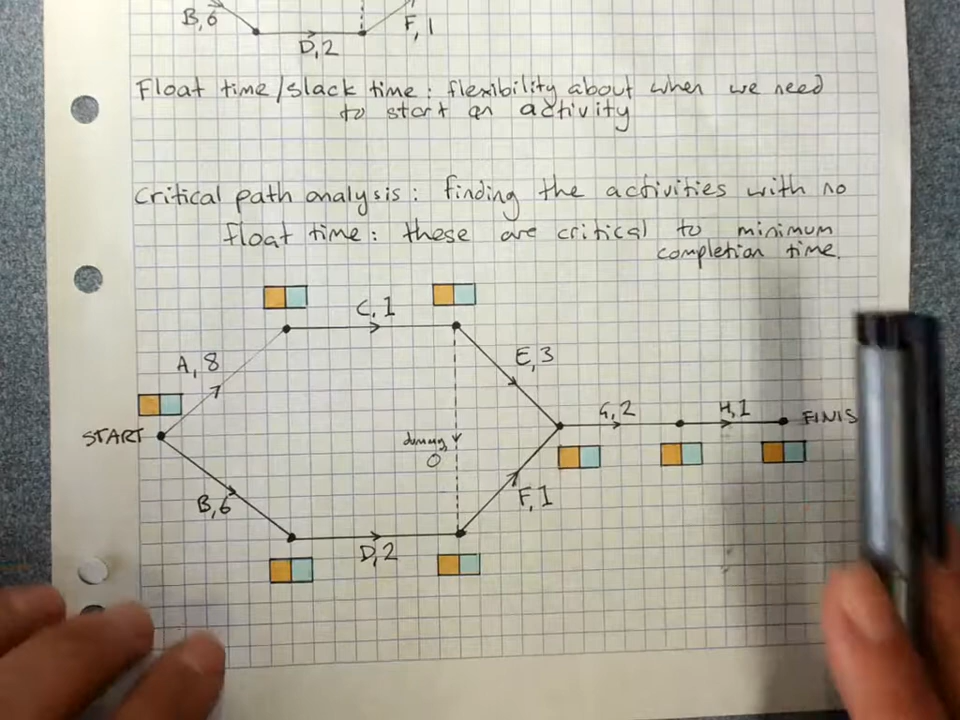 B,6
D,2
F,1
Float time/slack time: flexibility about when we need
to start an activity
Critical path analysis: finding the activities with no
float time: these are critical to minimum
completion time.
C,1
A,8
E,3
START
dummy,
0
G,2
H,1
FINIS
B,6
F,1
D,2